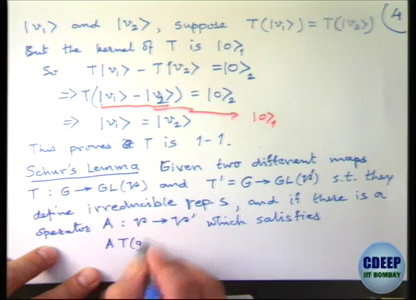 |v₁> and |v₂>, suppose T(|v₁>) = T(|v₂>) 4
But the kernel of T is |0>₁
So T|v₁> - T|v₂> = |0>₂
⇒ T(|v₁> - |v₂>) = |0>₂
⇒ |v₁> = |v₂> |0>₁
This proves T is 1-1.
Schur's Lemma Given two different maps
T : G → GL(V) and T' = G → GL(V') s.t. they
define irreducible reps, and if there is a
operator A : V → V' which satisfies
A T(
CDEEP
IIT BOMBAY